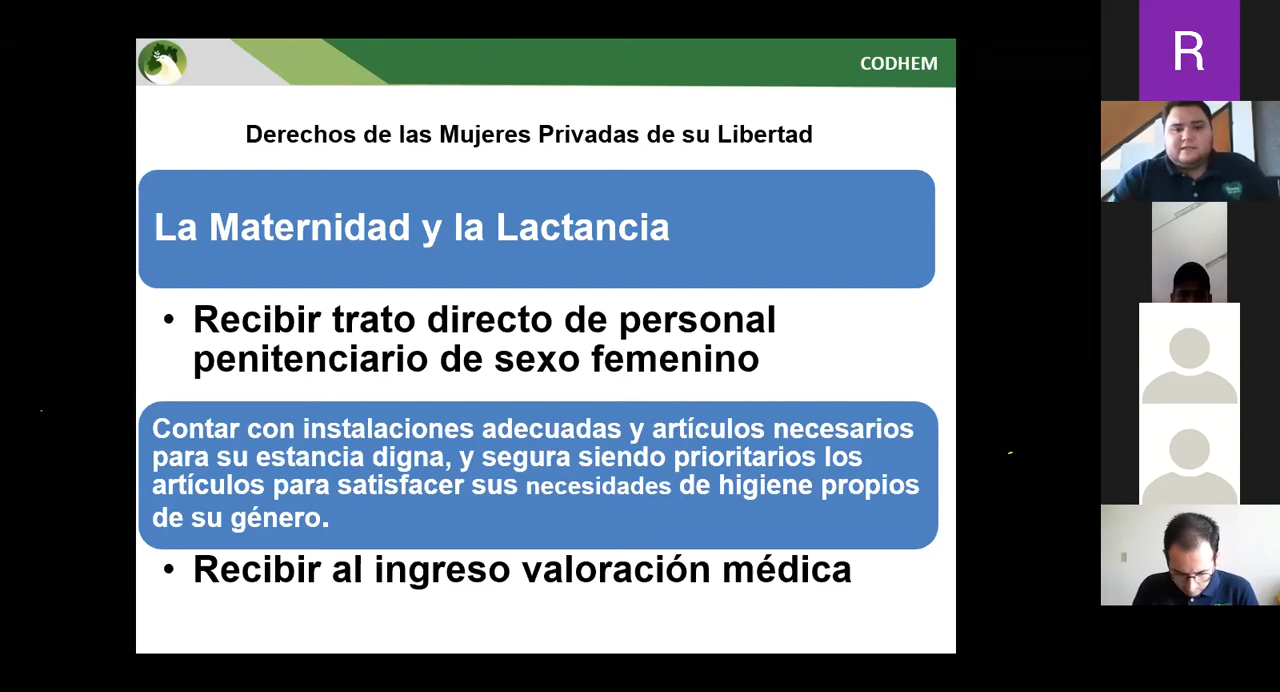 CODHEM
Derechos de las Mujeres Privadas de su Libertad
La Maternidad y la Lactancia
• Recibir trato directo de personal
penitenciario de sexo femenino
Contar con instalaciones adecuadas y artículos necesarios
para su estancia digna, y segura siendo prioritarios los
artículos para satisfacer sus necesidades de higiene propios
de su género.
• Recibir al ingreso valoración médica
R